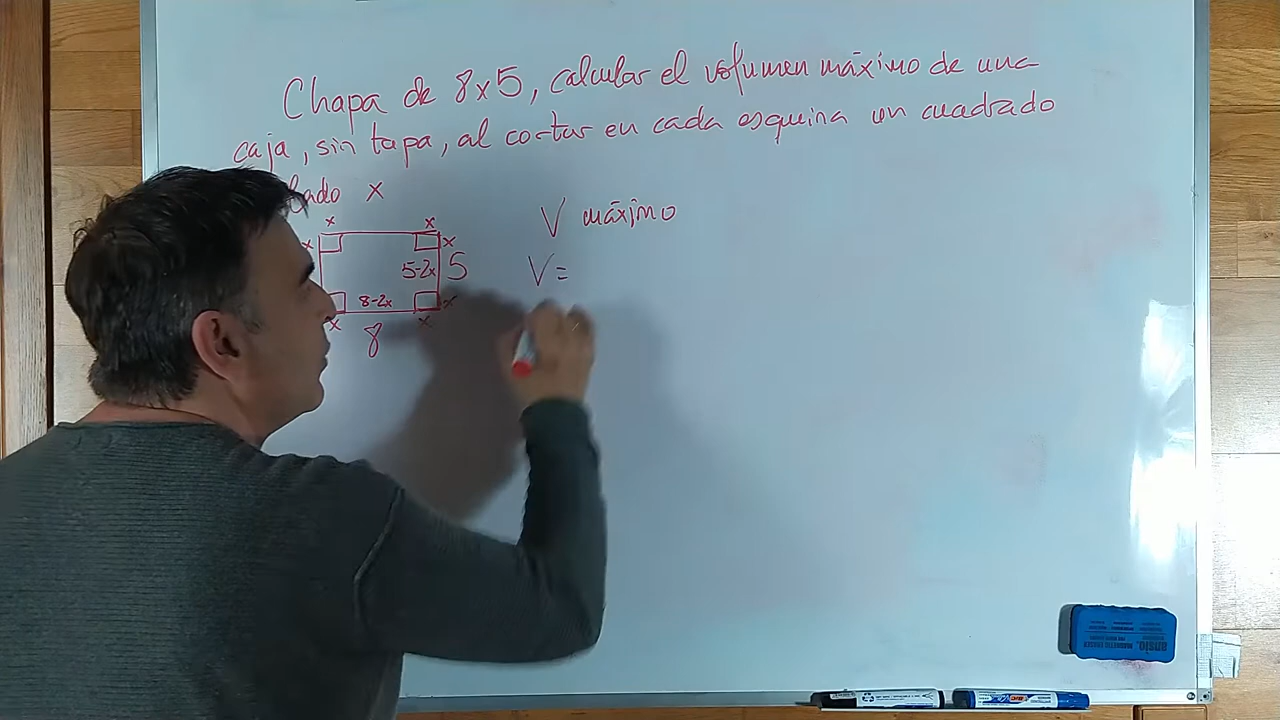 Chapa de 8x5, calcular el volumen máximo de una
caja, sin tapa, al cortar en cada esquina un cuadrado
lado x
x x
x x
5-2x 5
8-2x x
x x
8
V máximo
V=
ansio.